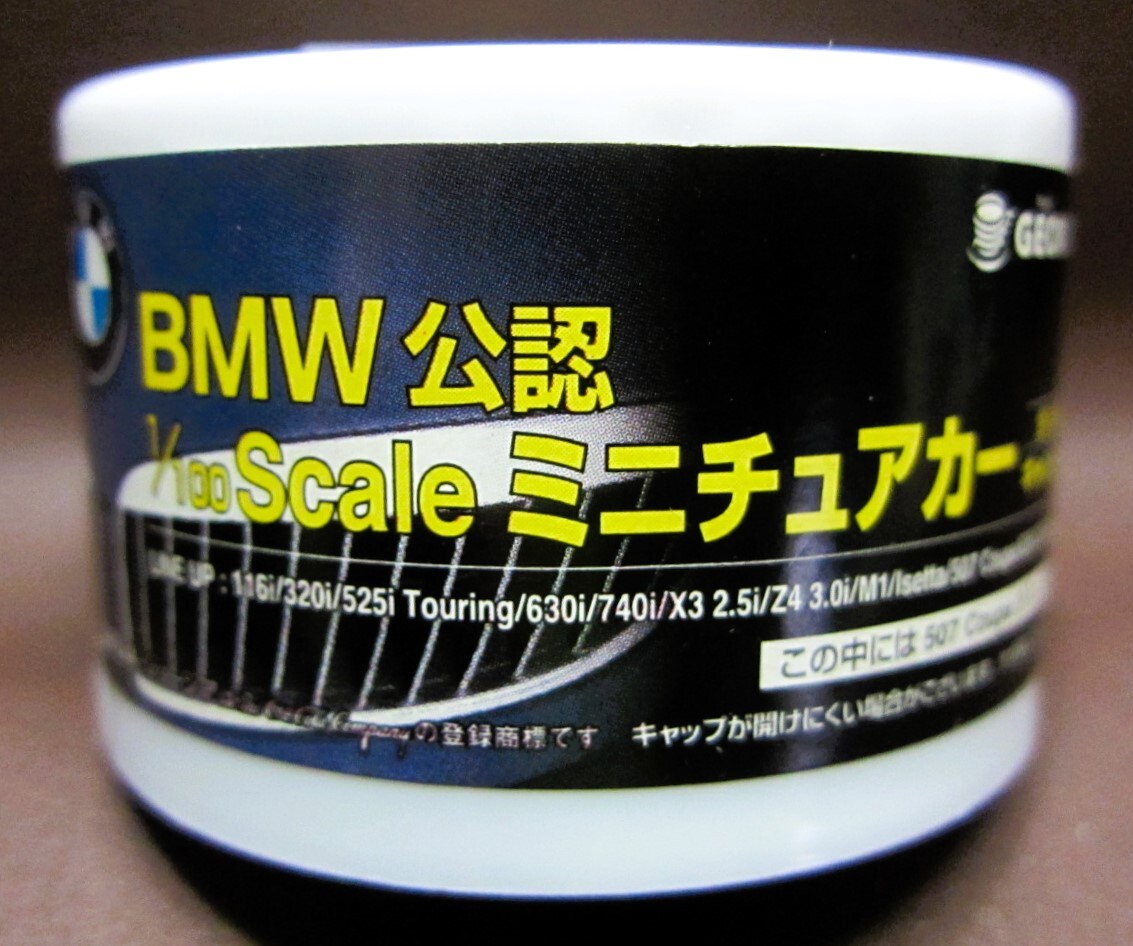 BMW 公認
1/100 Scale ミニチュアカー
LINE UP : 116i/320i/525i Touring/630i/740i/X3 2.5i/Z4 3.0i/M1/Isetta/507 Coupe
この中には 507 Coupe
Company の登録商標です
キャップが開けにくい場合がございます。